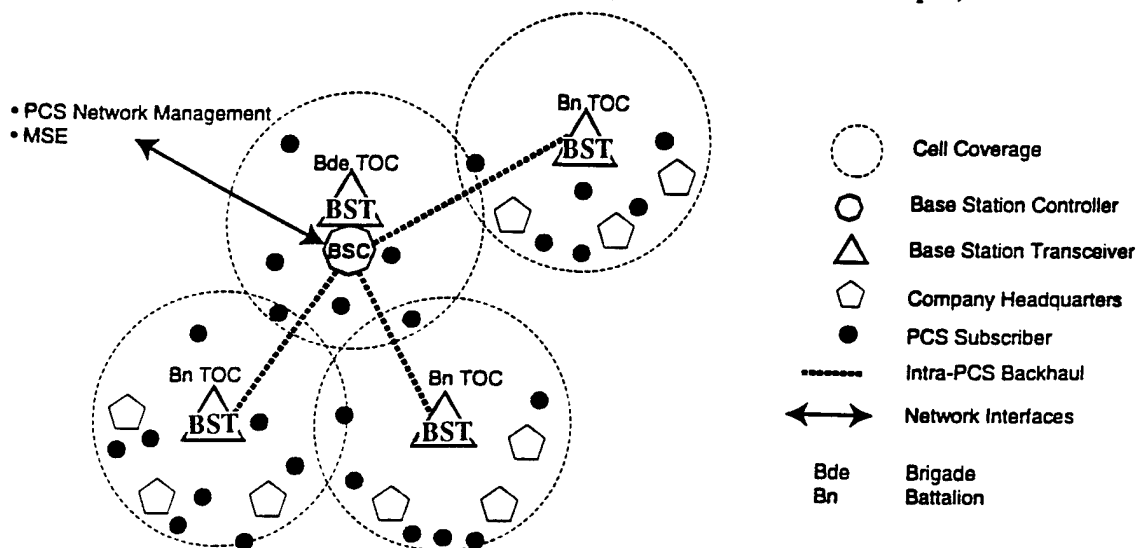 • PCS Network Management
• MSE
Bde TOC
BST
BSC
Bn TOC
BST
Bn TOC
BST
Bn TOC
BST
Cell Coverage
Base Station Controller
Base Station Transceiver
Company Headquarters
PCS Subscriber
Intra-PCS Backhaul
Network Interfaces
Bde Brigade
Bn Battalion